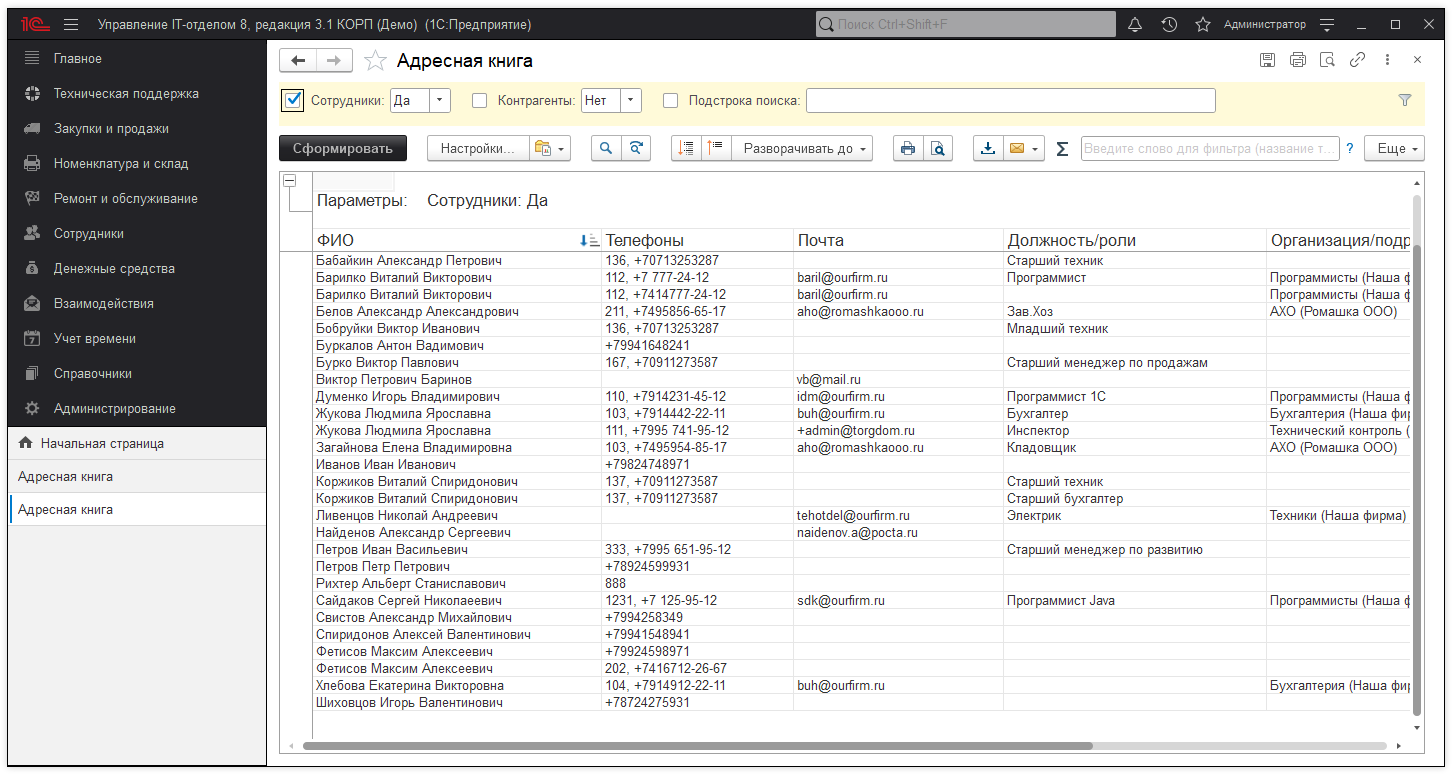 1С Управление IT-отделом 8, редакция 3.1 КОРП (Демо) (1С:Предприятие) Поиск Ctrl+Shift+F Администратор
Главное
Техническая поддержка
Закупки и продажи
Номенклатура и склад
Ремонт и обслуживание
Сотрудники
Денежные средства
Взаимодействия
7 Учет времени
Справочники
Администрирование
Начальная страница
Адресная книга
Адресная книга
Адресная книга
Сотрудники: Да Контрагенты: Нет Подстрока поиска:
Сформировать Настройки... Разворачивать до Σ Введите слово для фильтра (название т... ? Еще
Параметры: Сотрудники: Да
ФИО Телефоны Почта Должность/роли Организация/подр
Бабайкин Александр Петрович 136, +70713253287 Старший техник
Барилко Виталий Викторович 112, +7 777-24-12 baril@ourfirm.ru Программист Программисты (Наша ф
Барилко Виталий Викторович 112, +7414777-24-12 baril@ourfirm.ru Программисты (Наша ф
Белов Александр Александрович 211, +7495856-65-17 aho@romashkaooo.ru Зав.Хоз АХО (Ромашка ООО)
Бобруйки Виктор Иванович 136, +70713253287 Младший техник
Буркалов Антон Вадимович +79941648241
Бурко Виктор Павлович 167, +70911273587 Старший менеджер по продажам
Виктор Петрович Баринов vb@mail.ru
Думенко Игорь Владимирович 110, +7914231-45-12 idm@ourfirm.ru Программист 1С Программисты (Наша ф
Жукова Людмила Ярославна 103, +7914442-22-11 buh@ourfirm.ru Бухгалтер Бухгалтерия (Наша фир
Жукова Людмила Ярославна 111, +7995 741-95-12 +admin@torgdom.ru Инспектор Технический контроль (
Загайнова Елена Владимировна 103, +7495954-85-17 aho@romashkaooo.ru Кладовщик АХО (Ромашка ООО)
Иванов Иван Иванович +79824748971
Коржиков Виталий Спиридонович 137, +70911273587 Старший техник
Коржиков Виталий Спиридонович 137, +70911273587 Старший бухгалтер
Ливенцов Николай Андреевич tehotdel@ourfirm.ru Электрик Техники (Наша фирма)
Найденов Александр Сергеевич naidenov.a@pocta.ru
Петров Иван Васильевич 333, +7995 651-95-12 Старший менеджер по развитию
Петров Петр Петрович +78924599931
Рихтер Альберт Станиславович 888
Сайдаков Сергей Николаеевич 1231, +7 125-95-12 sdk@ourfirm.ru Программист Java Программисты (Наша ф
Свистов Александр Михайлович +7994258349
Спиридонов Алексей Валентинович +79941548941
Фетисов Максим Алексеевич +79924598971
Фетисов Максим Алексеевич 202, +7416712-26-67
Хлебова Екатерина Викторовна 104, +7914912-22-11 buh@ourfirm.ru Бухгалтерия (Наша фир
Шиховцов Игорь Валентинович +78724275931